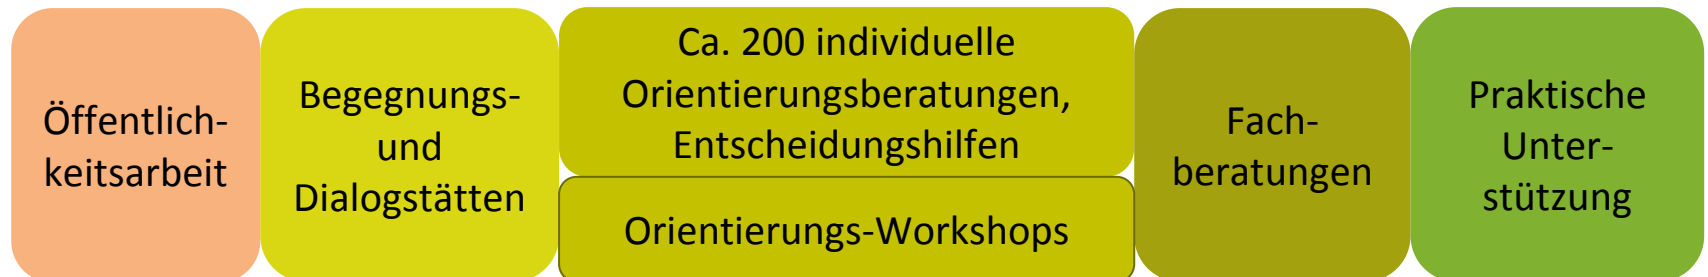 Öffentlich-
keitsarbeit
Begegnungs-
und
Dialogstätten
Ca. 200 individuelle
Orientierungsberatungen,
Entscheidungshilfen
Orientierungs-Workshops
Fach-
beratungen
Praktische
Unter-
stützung